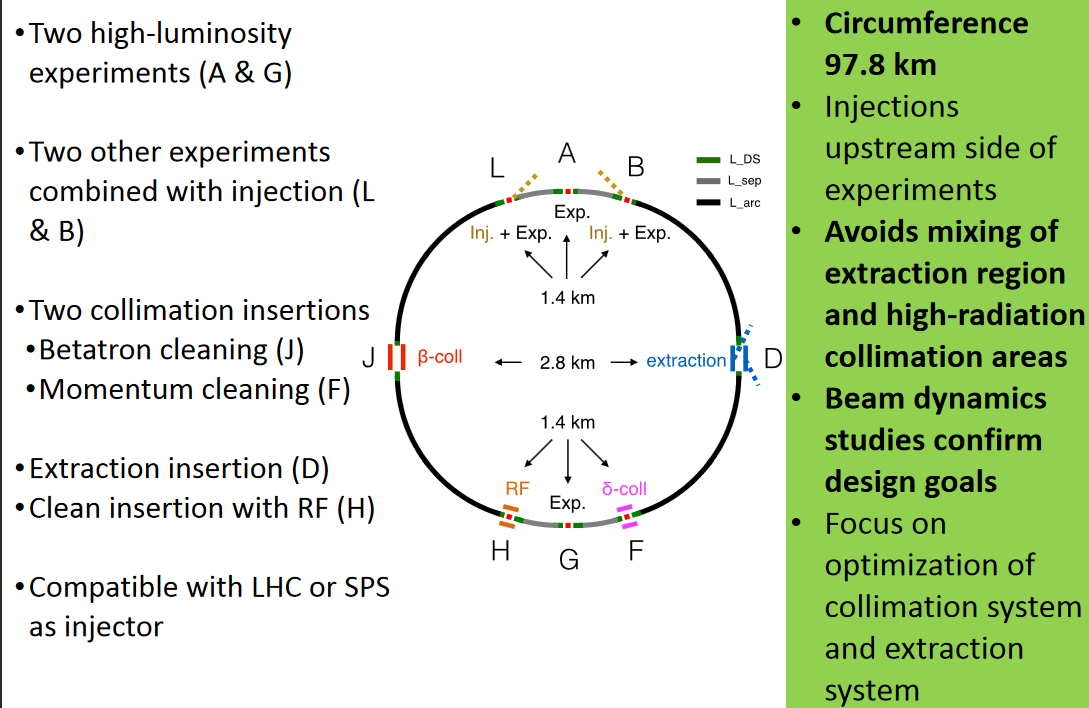 •Two high-luminosity
experiments (A & G)
•Two other experiments
combined with injection (L
& B)
•Two collimation insertions
•Betatron cleaning (J)
•Momentum cleaning (F)
•Extraction insertion (D)
•Clean insertion with RF (H)
•Compatible with LHC or SPS
as injector
L
A
B
L_DS
L_sep
L_arc
Exp.
Inj. + Exp.
Inj. + Exp.
1.4 km
J
β-coll
2.8 km
extraction
D
1.4 km
RF
Exp.
δ-coll
H
G
F
• Circumference
97.8 km
• Injections
upstream side of
experiments
• Avoids mixing of
extraction region
and high-radiation
collimation areas
• Beam dynamics
studies confirm
design goals
• Focus on
optimization of
collimation system
and extraction
system